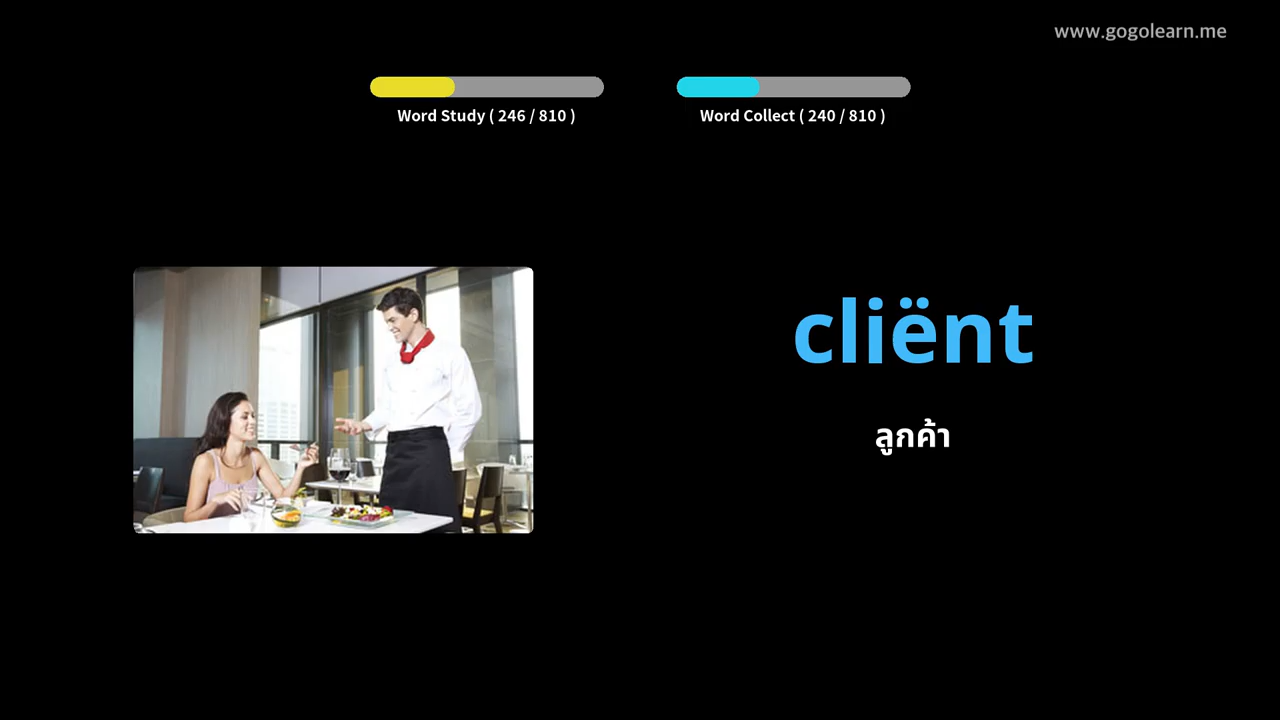 www.gogolearn.me
Word Study ( 246 / 810 )
Word Collect ( 240 / 810 )
cliënt
ลูกค้า